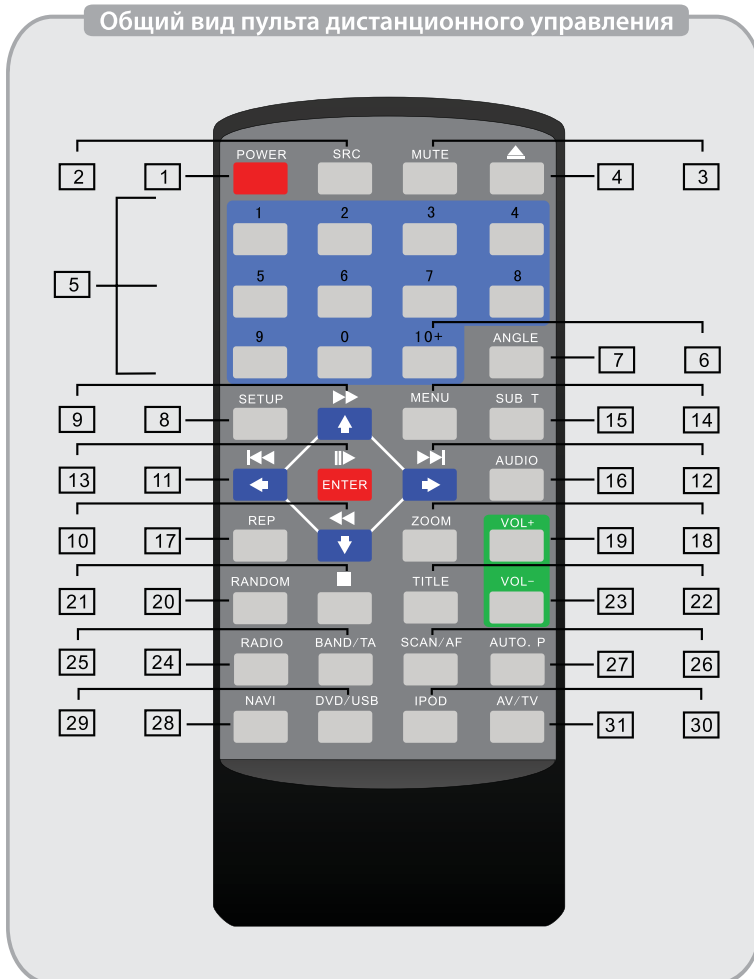 Общий вид пульта дистанционного управления
2 1 POWER SRC MUTE 4 3
1 2 3 4
5
5 6 7 8
9 0 10+ ANGLE
7 6
9 8 SETUP MENU SUB T 15 14
13 11 ENTER AUDIO 16 12
10 17 REP ZOOM VOL+ 19 18
21 20 RANDOM TITLE VOL- 23 22
25 24 RADIO BAND/TA SCAN/AF AUTO. P 27 26
29 28 NAVI DVD/USB IPOD AV/TV 31 30